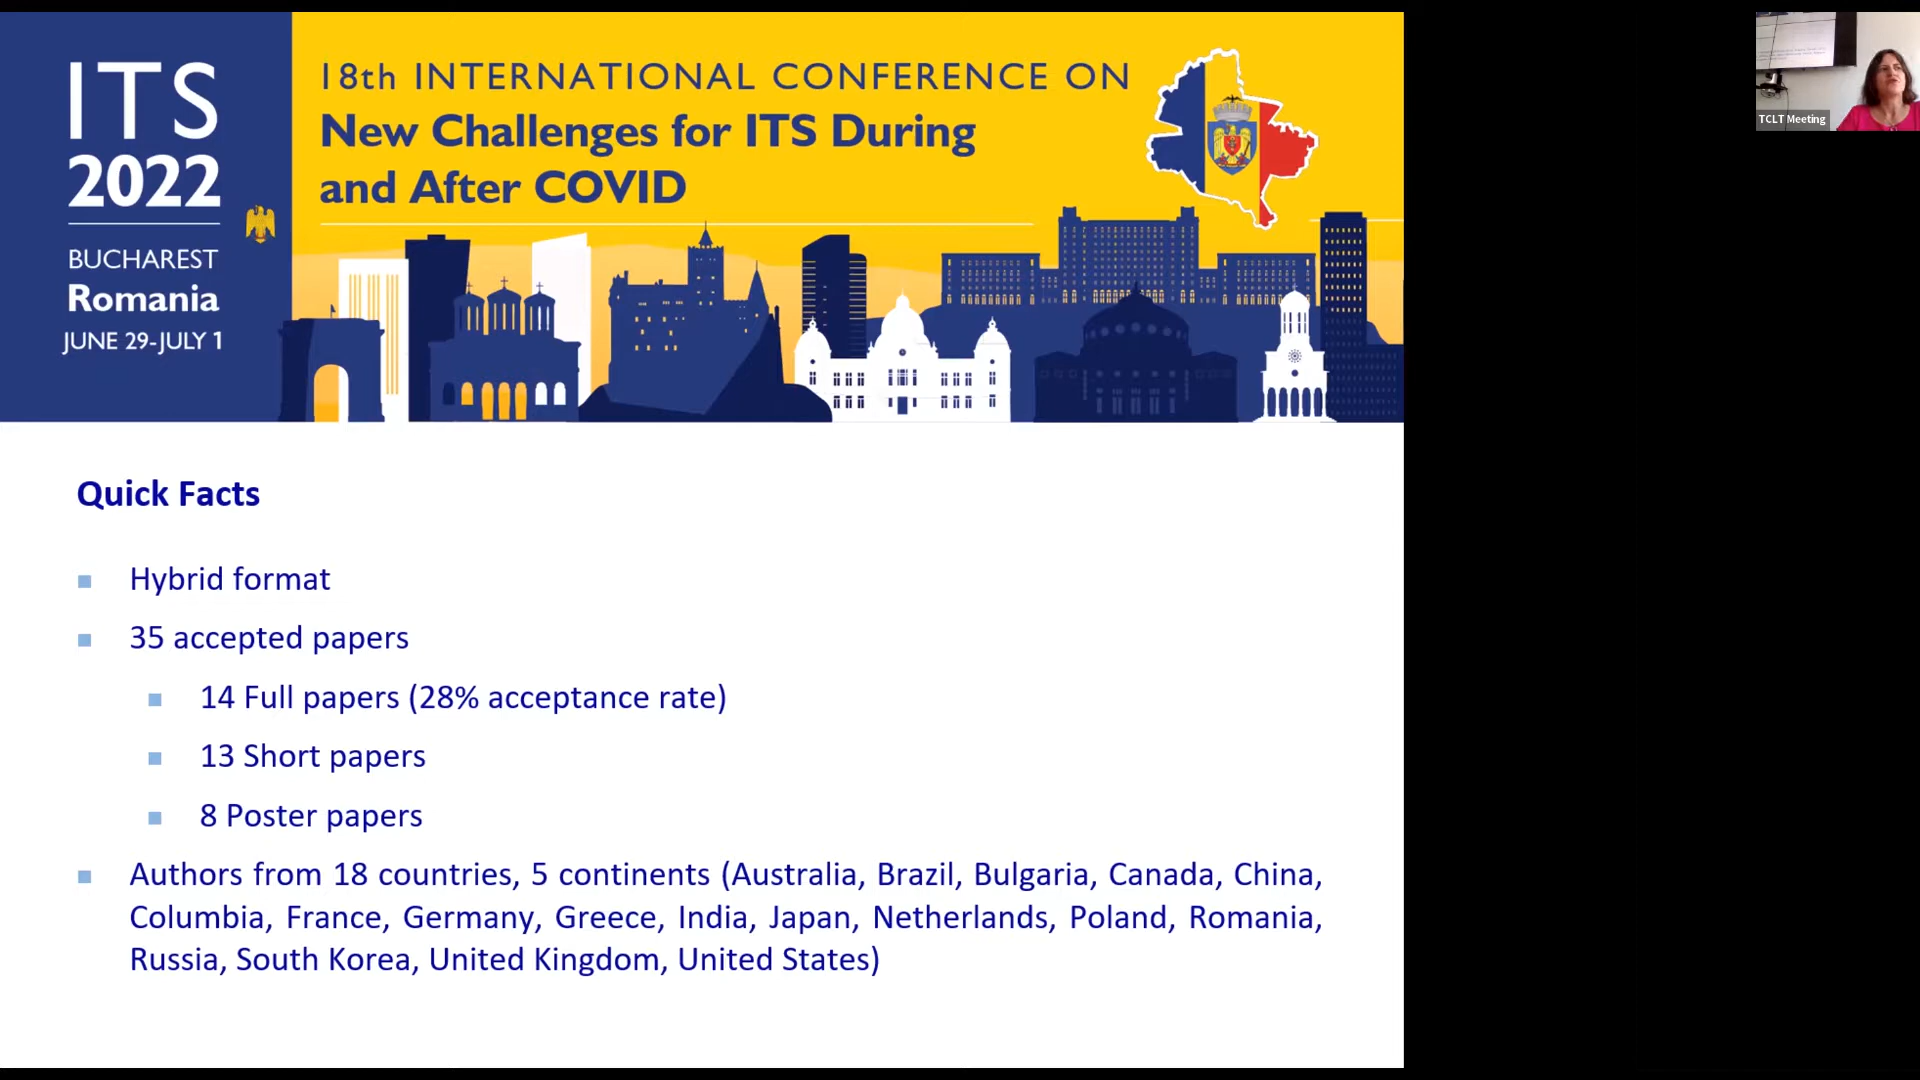 ITS
2022
BUCHAREST
Romania
JUNE 29-JULY 1
18th INTERNATIONAL CONFERENCE ON
New Challenges for ITS During
and After COVID
TCLT Meeting
Quick Facts
Hybrid format
35 accepted papers
14 Full papers (28% acceptance rate)
13 Short papers
8 Poster papers
Authors from 18 countries, 5 continents (Australia, Brazil, Bulgaria, Canada, China,
Columbia, France, Germany, Greece, India, Japan, Netherlands, Poland, Romania,
Russia, South Korea, United Kingdom, United States)